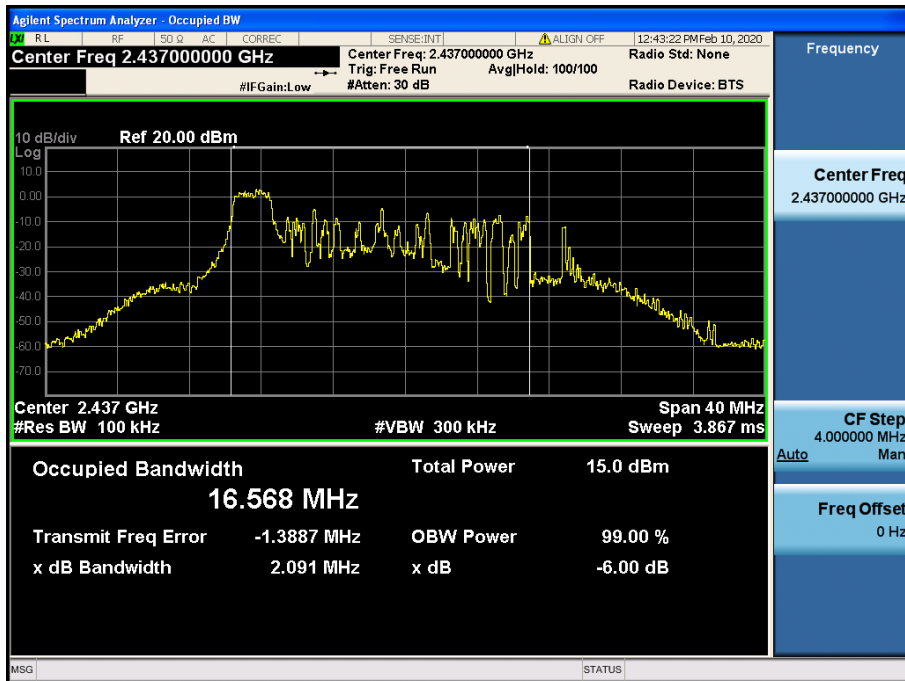 Agilent Spectrum Analyzer - Occupied BW
LXI RL RF 50 Ω AC CORREC SENSE:INT ALIGN OFF 12:43:22 PM Feb 10, 2020
Center Freq 2.437000000 GHz
Center Freq: 2.437000000 GHz Radio Std: None
Trig: Free Run Avg|Hold: 100/100
#IFGain:Low #Atten: 30 dB Radio Device: BTS
10 dB/div Ref 20.00 dBm
Log
10.0
0.00
-10.0
-20.0
-30.0
-40.0
-50.0
-60.0
-70.0
Center 2.437 GHz Span 40 MHz
#Res BW 100 kHz #VBW 300 kHz Sweep 3.867 ms
Occupied Bandwidth Total Power 15.0 dBm
16.568 MHz
Transmit Freq Error -1.3887 MHz OBW Power 99.00 %
x dB Bandwidth 2.091 MHz x dB -6.00 dB
Frequency
Center Freq
2.437000000 GHz
CF Step
4.000000 MHz
Auto Man
Freq Offset
0 Hz
MSG STATUS